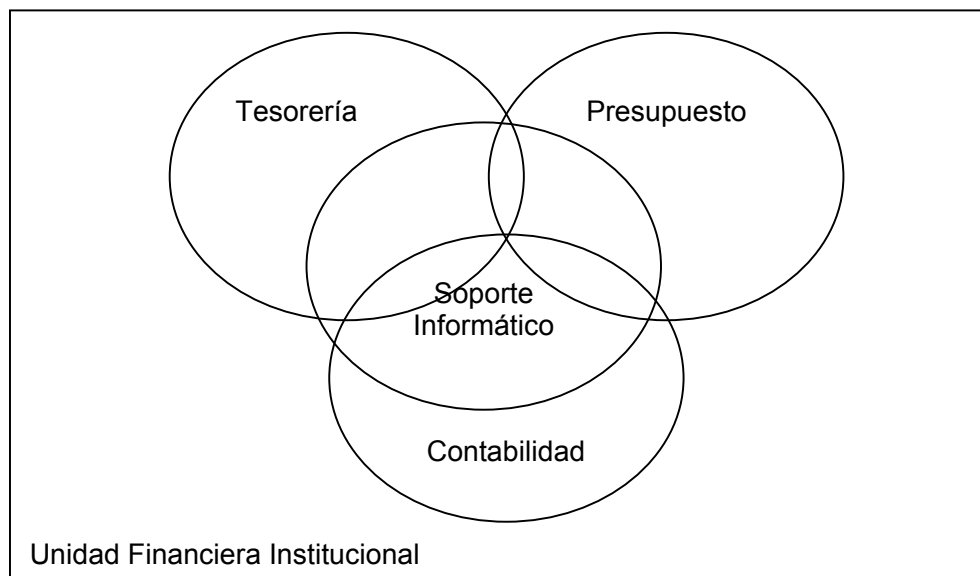 Tesorería
Presupuesto
Soporte
Informático
Contabilidad
Unidad Financiera Institucional